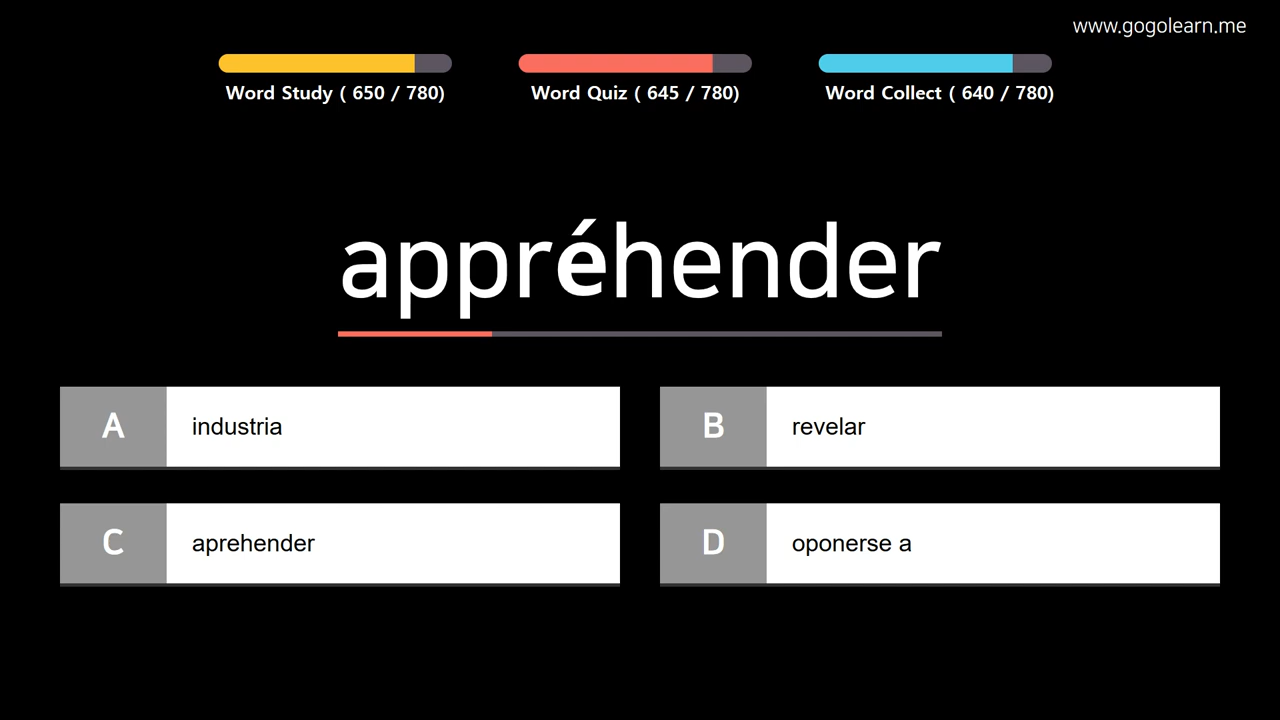 www.gogolearn.me
Word Study ( 650 / 780)
Word Quiz ( 645 / 780)
Word Collect ( 640 / 780)
appréhender
A industria
B revelar
C aprehender
D oponerse a